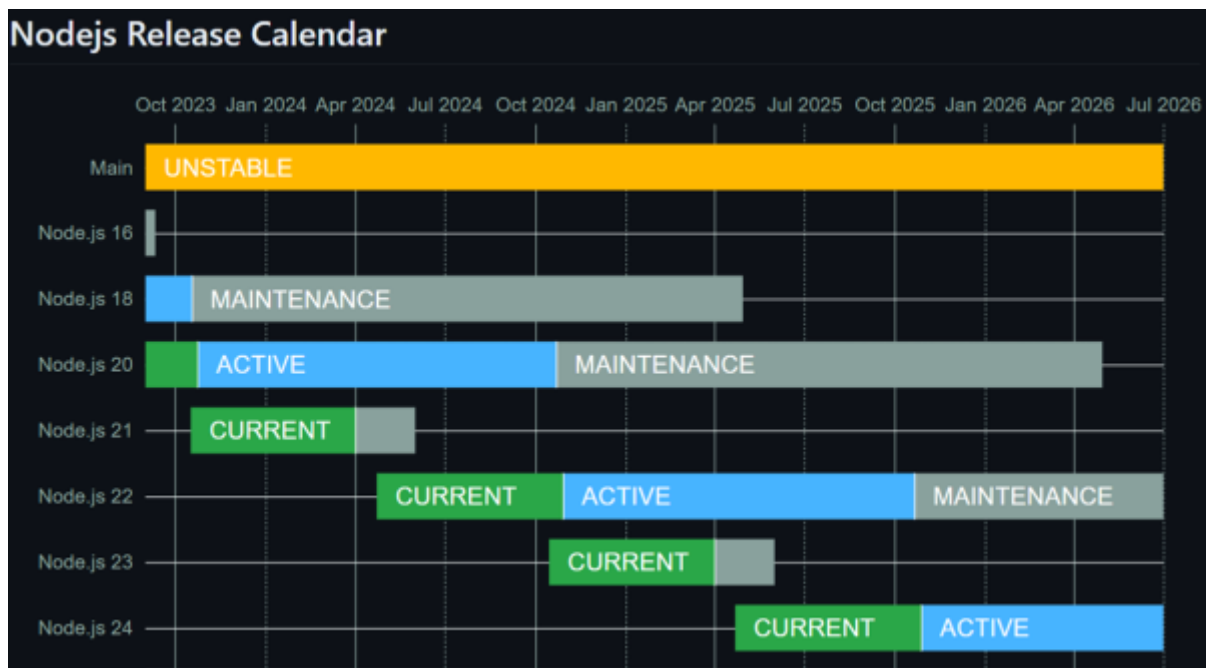 Nodejs Release Calendar
Oct 2023 Jan 2024 Apr 2024 Jul 2024 Oct 2024 Jan 2025 Apr 2025 Jul 2025 Oct 2025 Jan 2026 Apr 2026 Jul 2026
Main UNSTABLE
Node.js 16
Node.js 18 MAINTENANCE
Node.js 20 ACTIVE MAINTENANCE
Node.js 21 CURRENT
Node.js 22 CURRENT ACTIVE MAINTENANCE
Node.js 23 CURRENT
Node.js 24 CURRENT ACTIVE